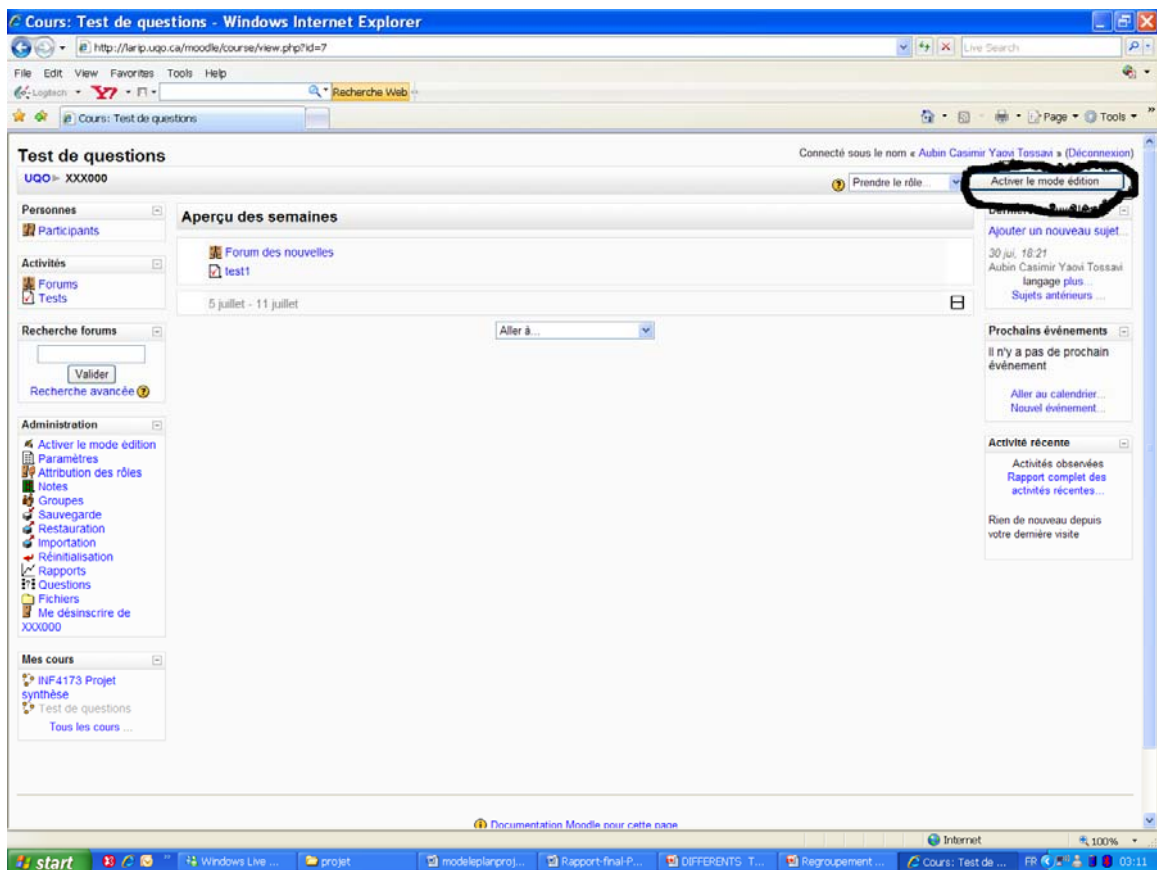 Cours: Test de questions - Windows Internet Explorer
http://larip.uqo.ca/moodle/course/view.php?id=7
Live Search
File Edit View Favorites Tools Help
Logitech Recherche Web
Cours: Test de questions
Page Tools
Test de questions
Connecté sous le nom « Aubin Casimir Yaovi Tossavi » (Déconnexion)
UQO ► XXX000
Prendre le rôle... Activer le mode édition
Personnes
Participants
Activités
Forums
Tests
Recherche forums
Valider
Recherche avancée
Administration
Activer le mode édition
Paramètres
Attribution des rôles
Notes
Groupes
Sauvegarde
Restauration
Importation
Réinitialisation
Rapports
Questions
Fichiers
Me désinscrire de
XXX000
Mes cours
INF4173 Projet
synthèse
Test de questions
Tous les cours ...
Aperçu des semaines
Forum des nouvelles
test1
5 juillet - 11 juillet
Aller à...
Ajouter un nouveau sujet...
30 jui, 18:21
Aubin Casimir Yaovi Tossavi
langage plus...
Sujets antérieurs ...
Prochains événements
Il n'y a pas de prochain
événement
Aller au calendrier...
Nouvel événement...
Activité récente
Activités observées
Rapport complet des
activités récentes...
Rien de nouveau depuis
votre dernière visite
Documentation Moodle pour cette page
Internet 100%
start Windows Live ... projet modeleplanproj... Rapport-final-P... DIFFERENTS T... Regroupement ... Cours: Test de ... FR 03:11